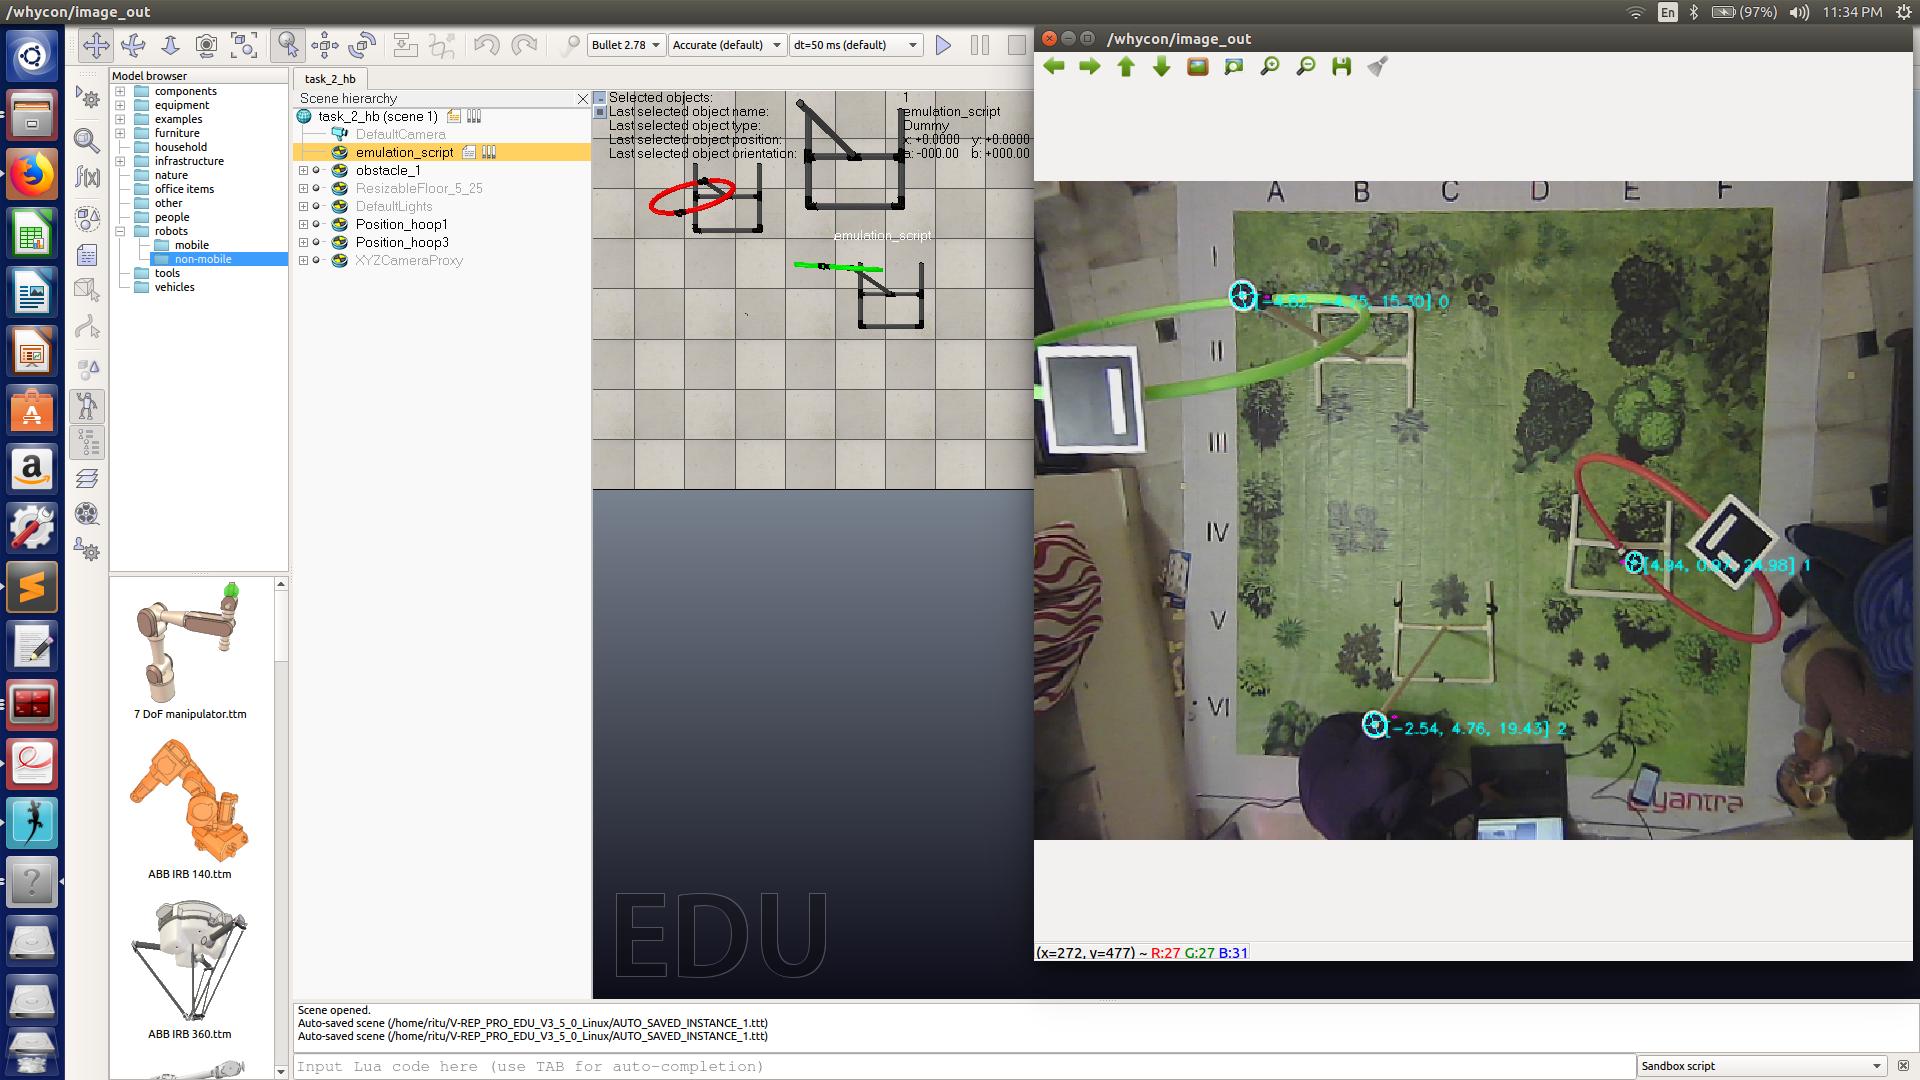 /whycon/image_out
En
(97%)
11:34 PM
Bullet 2.78
Accurate (default)
dt=50 ms (default)
/whycon/image_out
Model browser
components
equipment
examples
furniture
household
infrastructure
nature
office items
other
people
robots
mobile
non-mobile
tools
vehicles
7 DoF manipulator.ttm
ABB IRB 140.ttm
ABB IRB 360.ttm
task_2_hb
Scene hierarchy
task_2_hb (scene 1)
DefaultCamera
emulation_script
obstacle_1
ResizableFloor_5_25
DefaultLights
Position_hoop1
Position_hoop3
XYZCameraProxy
Selected objects: 1
Last selected object name: emulation_script
Last selected object type: Dummy
Last selected object position: x: +0.0000 y: +0.0000
Last selected object orientation: a: -000.00 b: +000.00
emulation_script
EDU
A B C D E F
I
II
III
IV
V
VI
[-4.82, -4.75, 15.30] 0
[4.94, 0.97, 24.98] 1
[-2.54, 4.76, 19.43] 2
eyantra
(x=272, y=477) ~ R:27 G:27 B:31
Scene opened.
Auto-saved scene (/home/ritu/V-REP_PRO_EDU_V3_5_0_Linux/AUTO_SAVED_INSTANCE_1.ttt)
Auto-saved scene (/home/ritu/V-REP_PRO_EDU_V3_5_0_Linux/AUTO_SAVED_INSTANCE_1.ttt)
Input Lua code here (use TAB for auto-completion)
Sandbox script